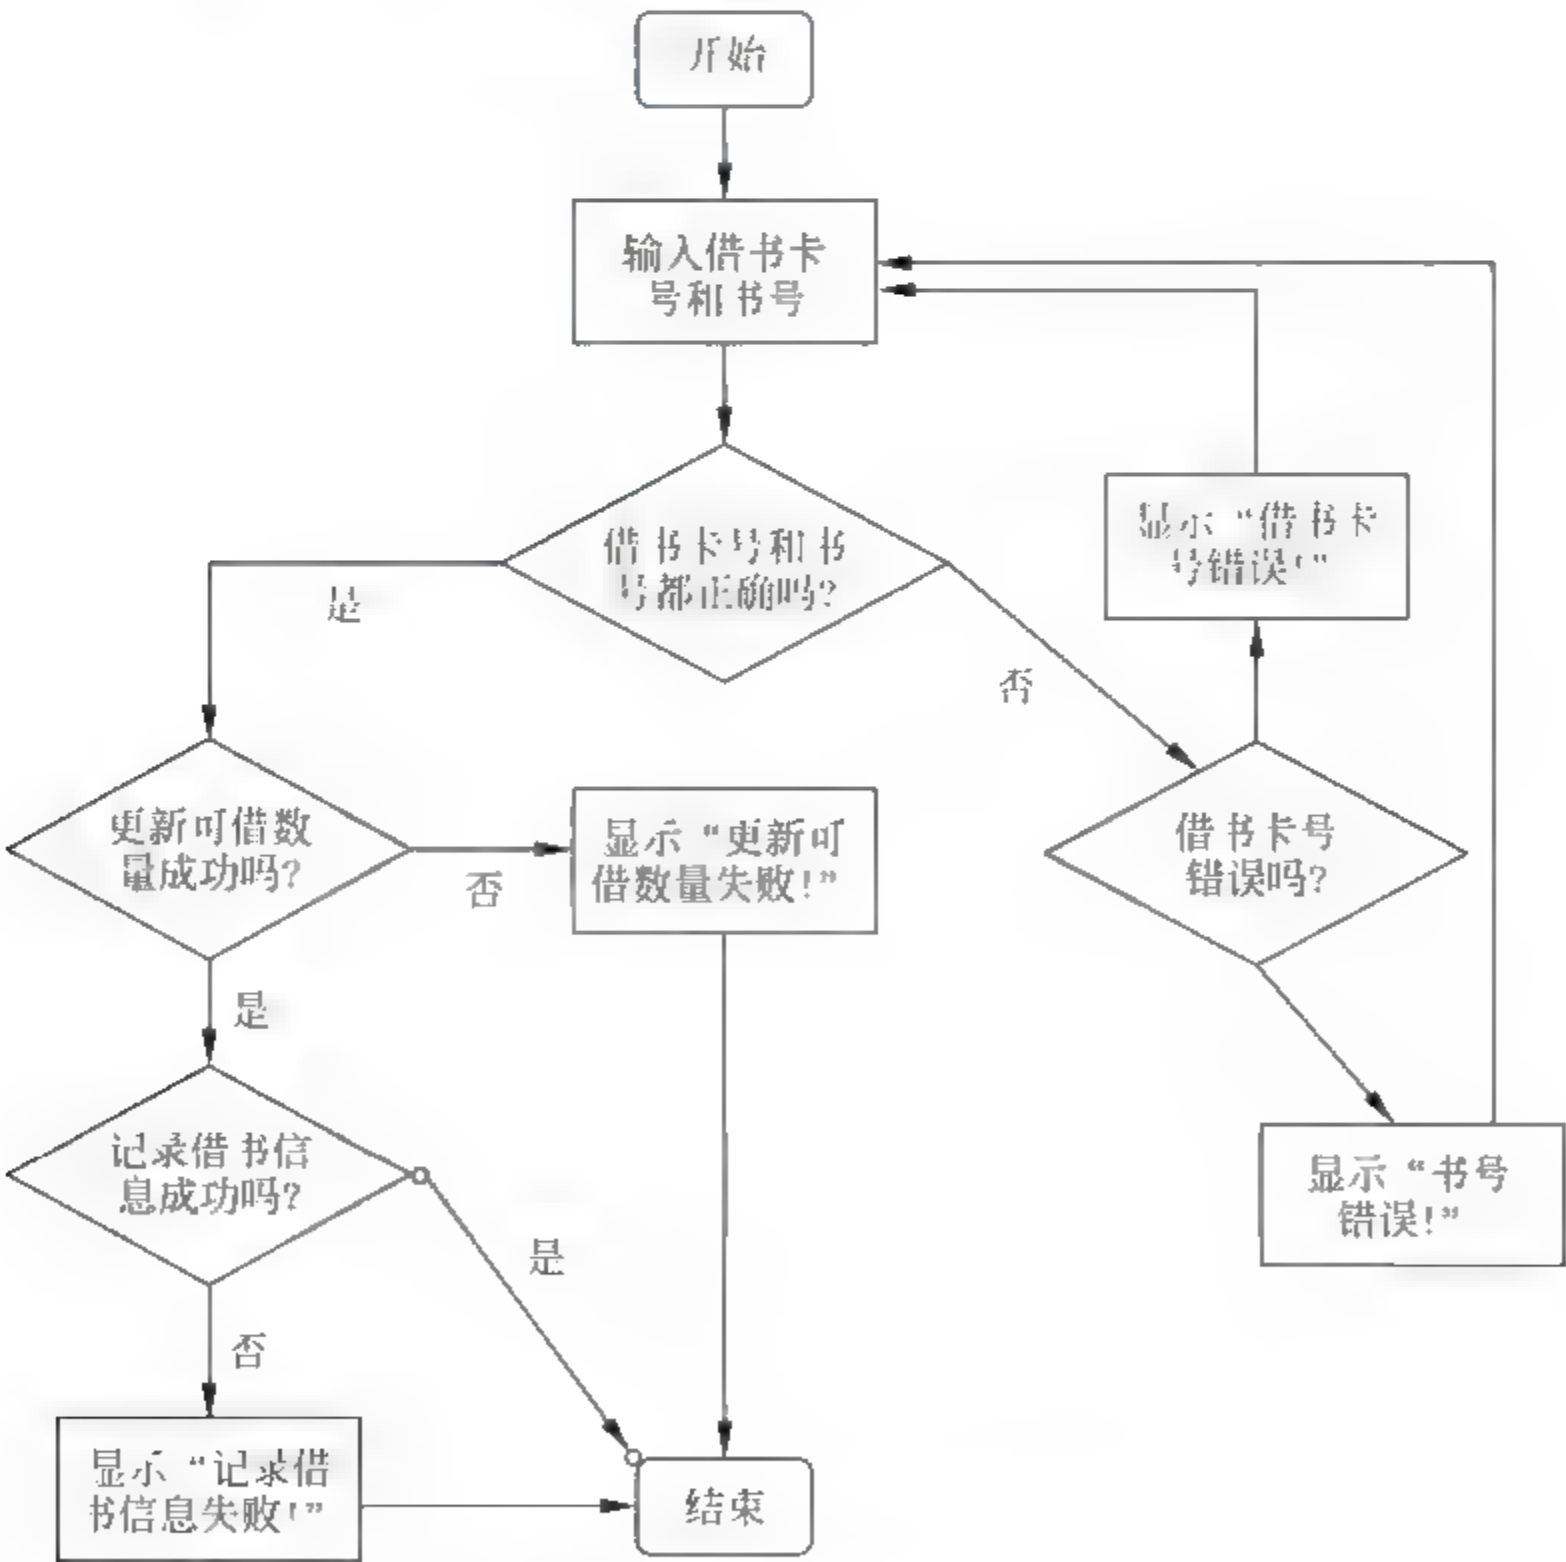 开始
输入借书卡
号和书号
借书卡号和书
号都正确吗?
是
否
显示“借书卡
号错误!”
更新可借数
量成功吗?
否
显示“更新可
借数量失败!”
借书卡号
错误吗?
是
记录借书信
息成功吗?
是
显示“书号
错误!”
否
显示“记录借
书信息失败!”
结束